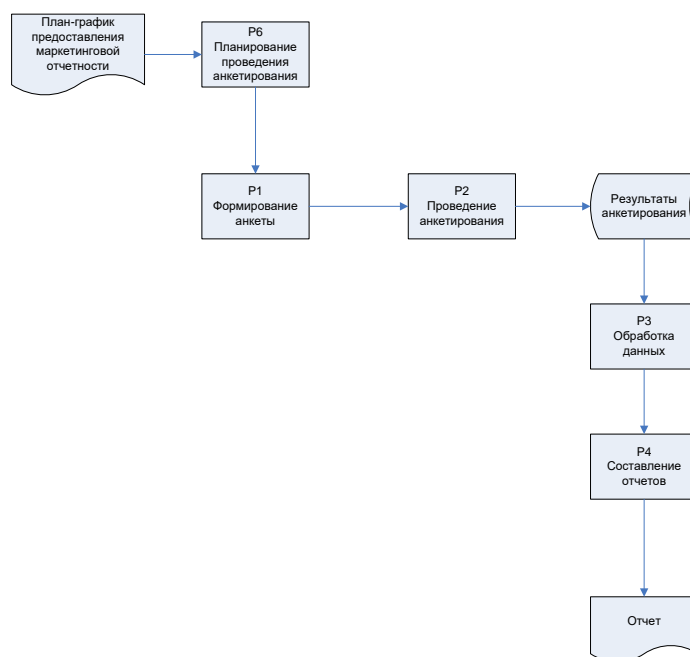 План-график
предоставления
маркетинговой
отчетности
P6
Планирование
проведения
анкетирования
P1
Формирование
анкеты
P2
Проведение
анкетирования
Результаты
анкетирования
P3
Обработка
данных
P4
Составление
отчетов
Отчет